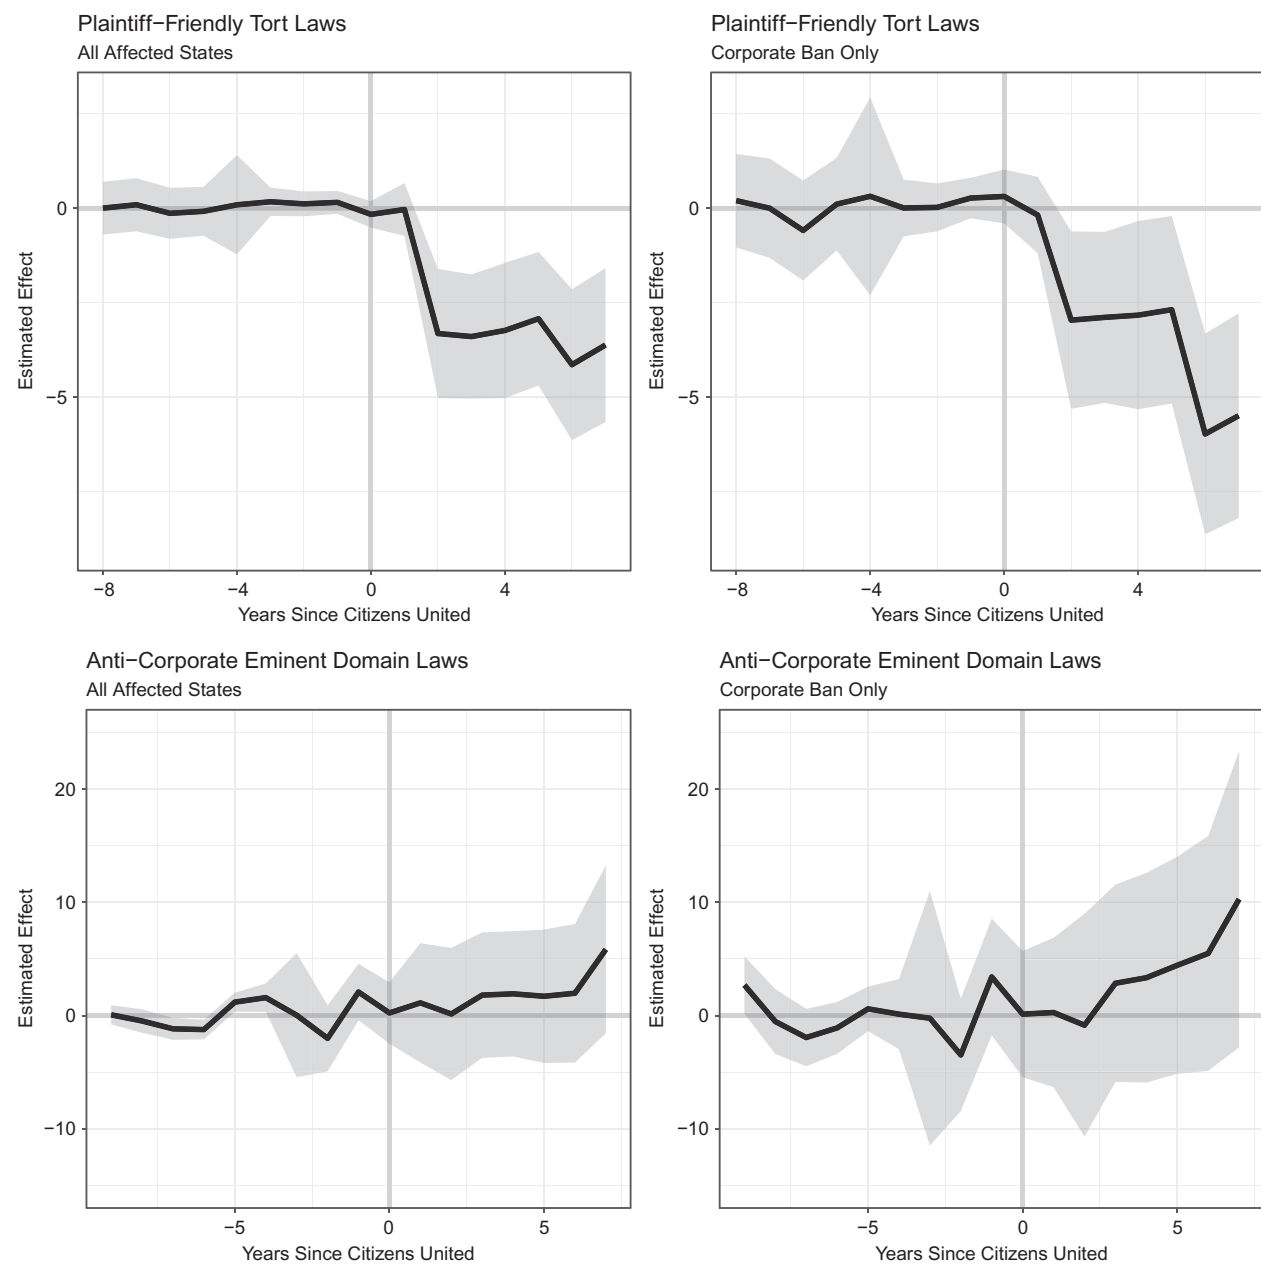 Plaintiff−Friendly Tort Laws
All Affected States
0
−5
Estimated Effect
−8
−4
0
4
Years Since Citizens United
Plaintiff−Friendly Tort Laws
Corporate Ban Only
0
−5
Estimated Effect
−8
−4
0
4
Years Since Citizens United
Anti−Corporate Eminent Domain Laws
All Affected States
20
10
0
−10
Estimated Effect
−5
0
5
Years Since Citizens United
Anti−Corporate Eminent Domain Laws
Corporate Ban Only
20
10
0
−10
Estimated Effect
−5
0
5
Years Since Citizens United